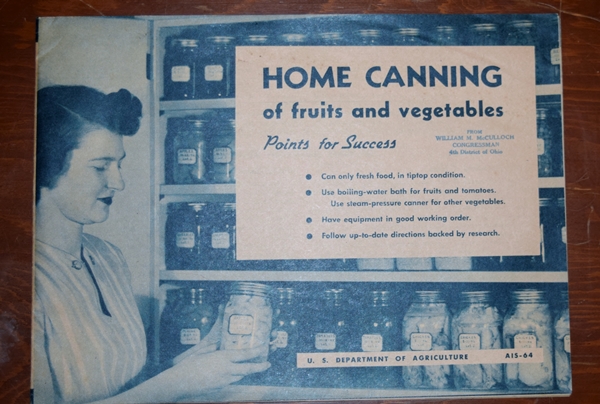 HOME CANNING
of fruits and vegetables
Points for Success
FROM
WILLIAM M. McCULLOCH
CONGRESSMAN
4th District of Ohio
• Can only fresh food, in tiptop condition.
• Use boiling-water bath for fruits and tomatoes.
Use steam-pressure canner for other vegetables.
• Have equipment in good working order.
• Follow up-to-date directions backed by research.
U. S. DEPARTMENT OF AGRICULTURE AIS-64